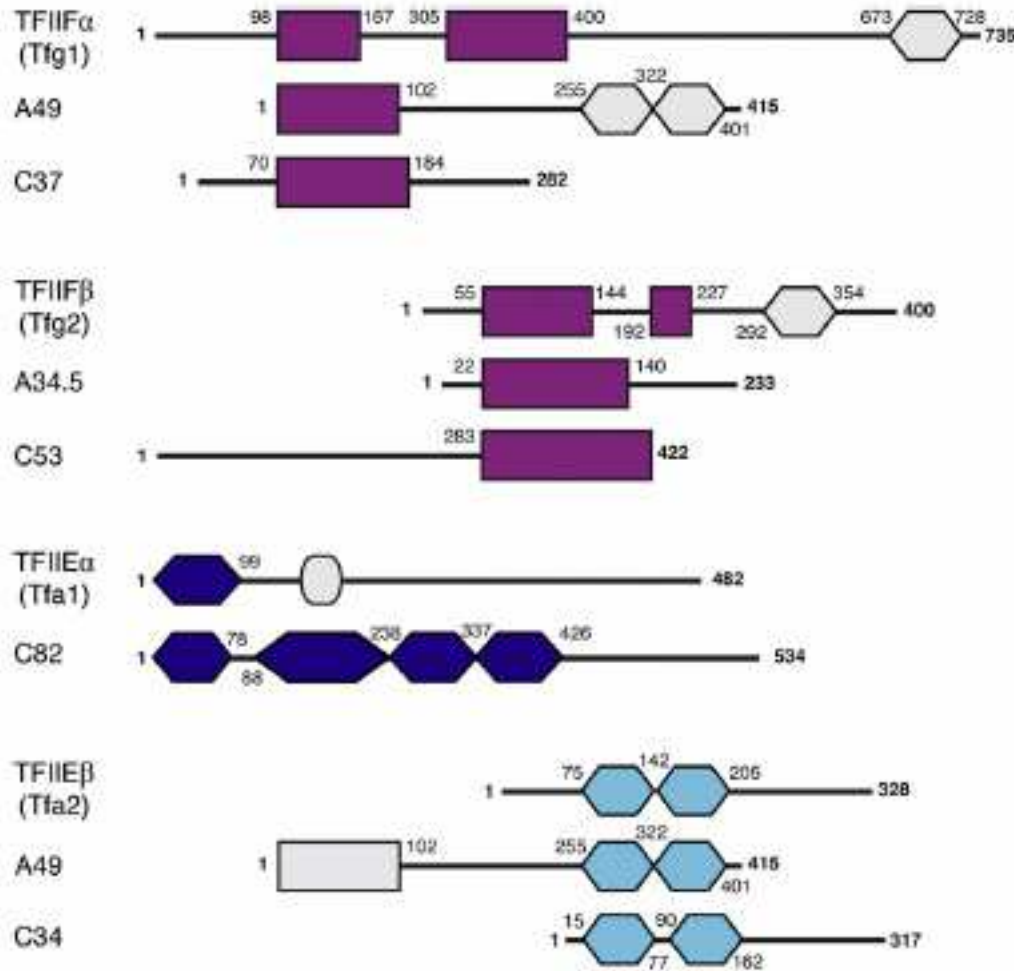 TFIIFα
(Tfg1)
1 98 167 305 400 673 728 735
A49
1 102 255 322 401 415
C37
1 70 184 282
TFIIFβ
(Tfg2)
1 55 144 192 227 292 354 400
A34.5
1 22 140 233
C53
1 283 422
TFIIEα
(Tfa1)
1 99 482
C82
1 78 88 238 337 426 534
TFIIEβ
(Tfa2)
1 75 142 205 328
A49
1 102 255 322 401 415
C34
1 15 77 90 162 317